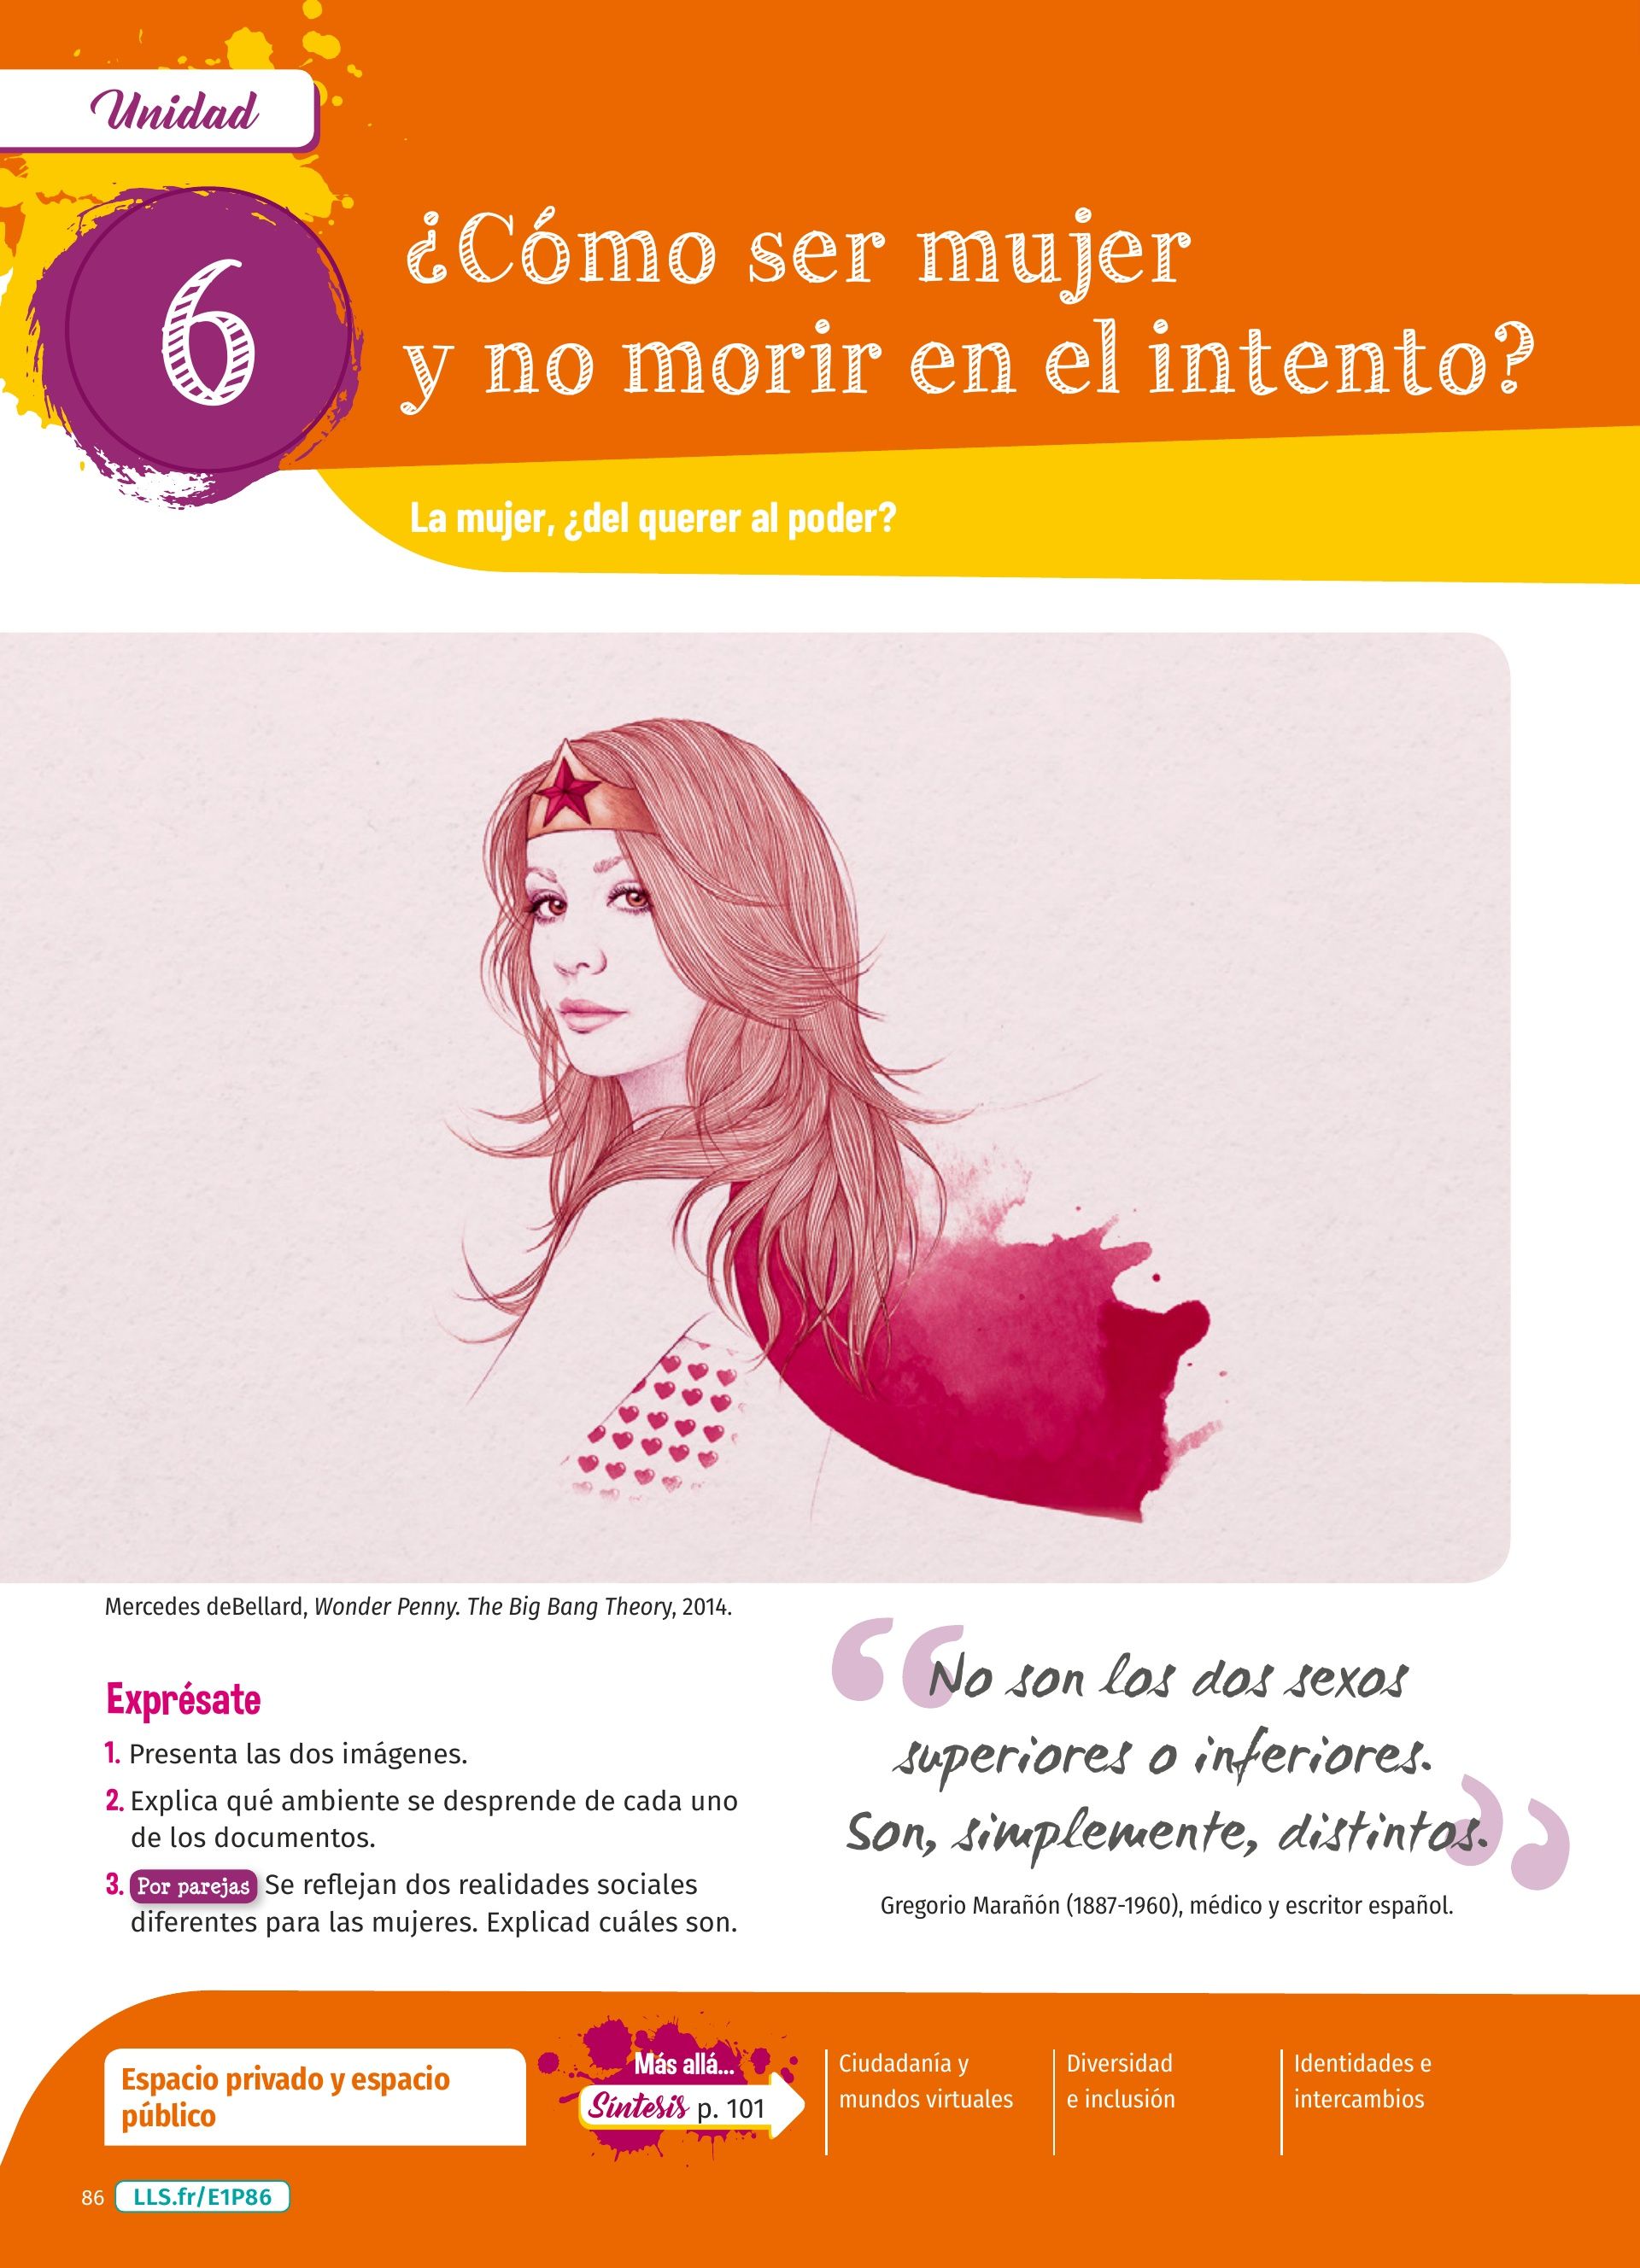 Unidad
6
¿Cómo ser mujer
y no morir en el intento?
La mujer, ¿del querer al poder?
Mercedes deBellard, Wonder Penny. The Big Bang Theory, 2014.
Exprésate
1. Presenta las dos imágenes.
2. Explica qué ambiente se desprende de cada uno
de los documentos.
3. Por parejas Se reflejan dos realidades sociales
diferentes para las mujeres. Explicad cuáles son.
“No son los dos sexos
superiores o inferiores.
Son, simplemente, distintos.”
Gregorio Marañón (1887-1960), médico y escritor español.
Espacio privado y espacio
público
Más allá...
Síntesis p. 101
Ciudadanía y
mundos virtuales
Diversidad
e inclusión
Identidades e
intercambios
86 LLS.fr/E1P86